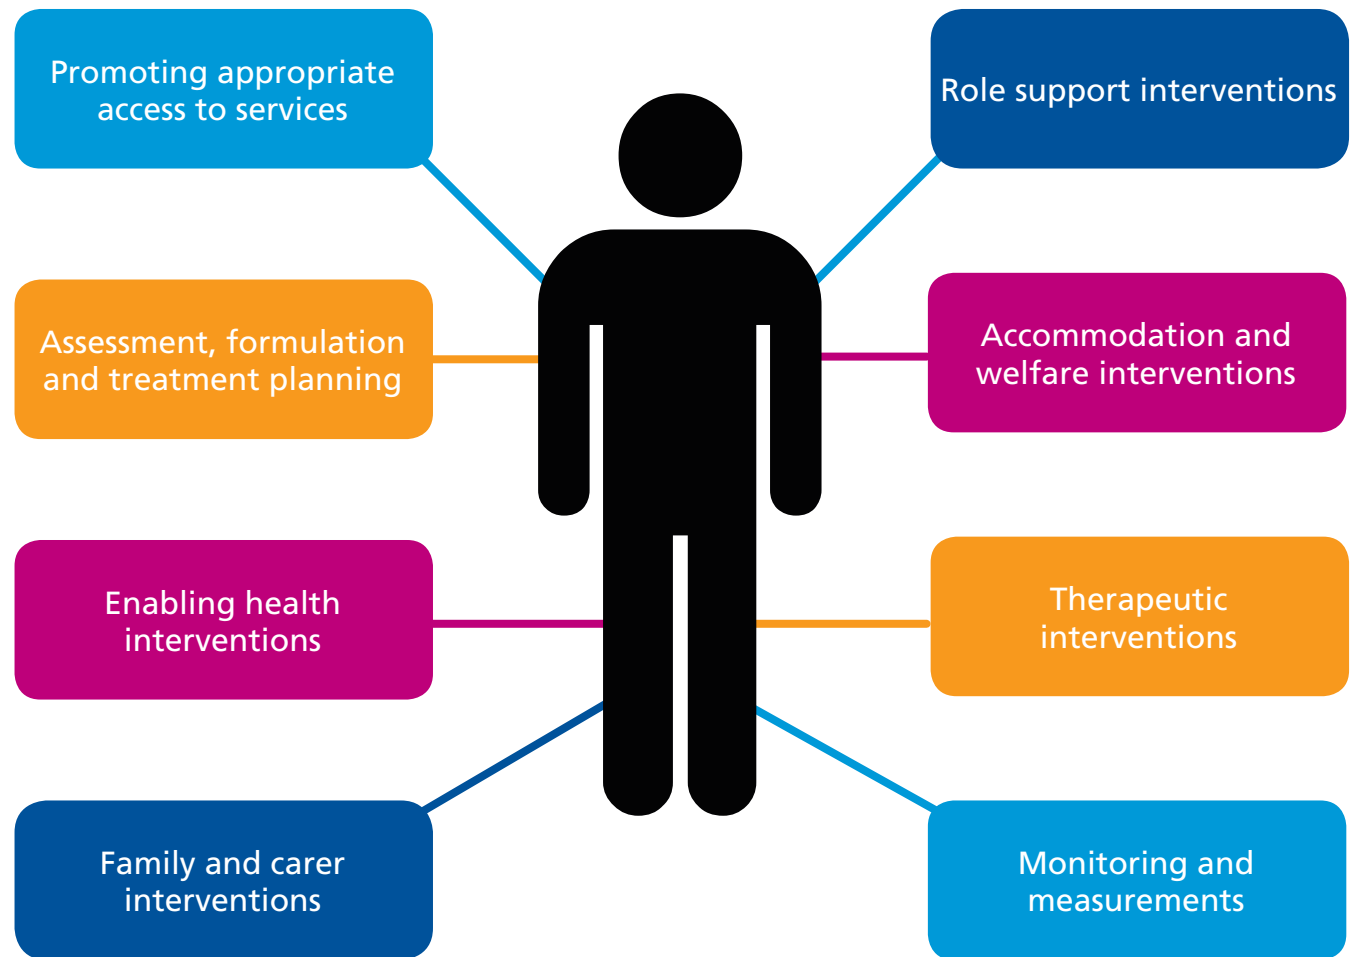 Promoting appropriate
access to services
Role support interventions
Assessment, formulation
and treatment planning
Accommodation and
welfare interventions
Enabling health
interventions
Therapeutic
interventions
Family and carer
interventions
Monitoring and
measurements